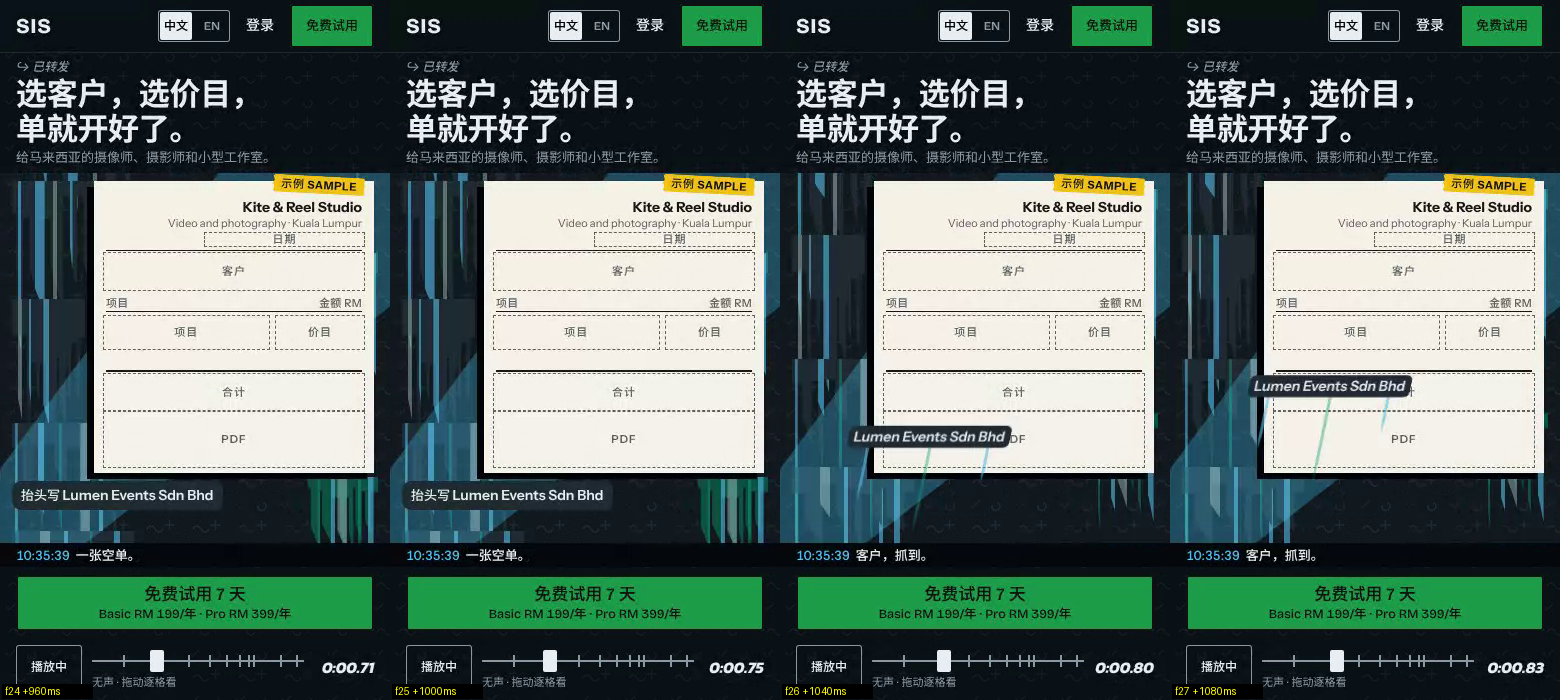 SIS 中文 EN 登录 免费试用
↪ 已转发
选客户，选价目，
单就开好了。
给马来西亚的摄像师、摄影师和小型工作室。
示例 SAMPLE
Kite & Reel Studio
Video and photography · Kuala Lumpur
日期
客户
项目 金额 RM
项目 价目
合计
PDF
抬头写 Lumen Events Sdn Bhd
10:35:39 一张空单。
免费试用 7 天
Basic RM 199/年 · Pro RM 399/年
播放中 0:00.71
无声 · 拖动逐格看
f24 +960ms
SIS 中文 EN 登录 免费试用
↪ 已转发
选客户，选价目，
单就开好了。
给马来西亚的摄像师、摄影师和小型工作室。
示例 SAMPLE
Kite & Reel Studio
Video and photography · Kuala Lumpur
日期
客户
项目 金额 RM
项目 价目
合计
PDF
抬头写 Lumen Events Sdn Bhd
10:35:39 一张空单。
免费试用 7 天
Basic RM 199/年 · Pro RM 399/年
播放中 0:00.75
无声 · 拖动逐格看
f25 +1000ms
SIS 中文 EN 登录 免费试用
↪ 已转发
选客户，选价目，
单就开好了。
给马来西亚的摄像师、摄影师和小型工作室。
示例 SAMPLE
Kite & Reel Studio
Video and photography · Kuala Lumpur
日期
客户
项目 金额 RM
项目 价目
合计
Lumen Events Sdn Bhd DF
10:35:39 客户，抓到。
免费试用 7 天
Basic RM 199/年 · Pro RM 399/年
播放中 0:00.80
无声 · 拖动逐格看
f26 +1040ms
SIS 中文 EN 登录 免费试用
↪ 已转发
选客户，选价目，
单就开好了。
给马来西亚的摄像师、摄影师和小型工作室。
示例 SAMPLE
Kite & Reel Studio
Video and photography · Kuala Lumpur
日期
客户
项目 金额 RM
项目 价目
Lumen Events Sdn Bhd
PDF
10:35:39 客户，抓到。
免费试用 7 天
Basic RM 199/年 · Pro RM 399/年
播放中 0:00.83
无声 · 拖动逐格看
f27 +1080ms